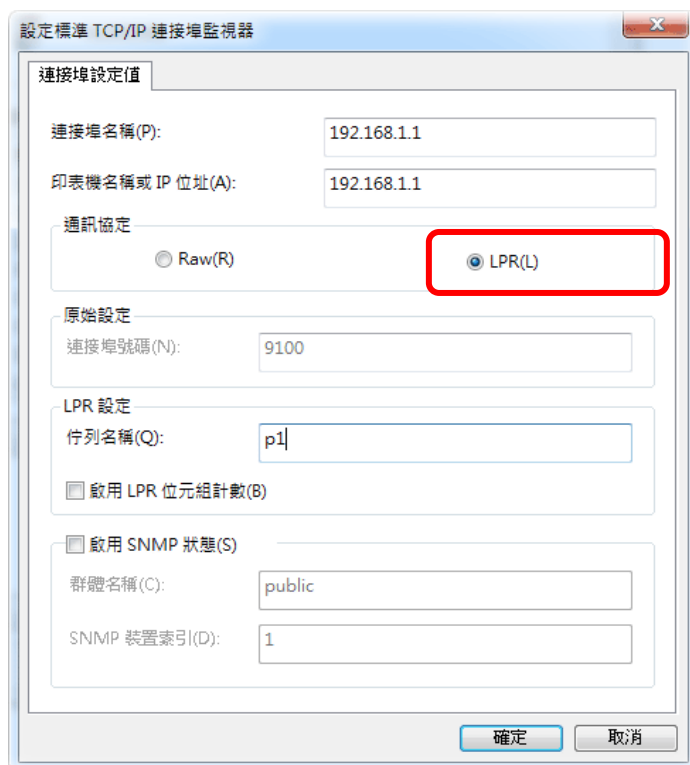 設定標準 TCP/IP 連接埠監視器
連接埠設定值
連接埠名稱(P): 192.168.1.1
印表機名稱或 IP 位址(A): 192.168.1.1
通訊協定
Raw(R) LPR(L)
原始設定
連接埠號碼(N): 9100
LPR 設定
佇列名稱(Q): p1
啟用 LPR 位元組計數(B)
啟用 SNMP 狀態(S)
群體名稱(C): public
SNMP 裝置索引(D): 1
確定 取消